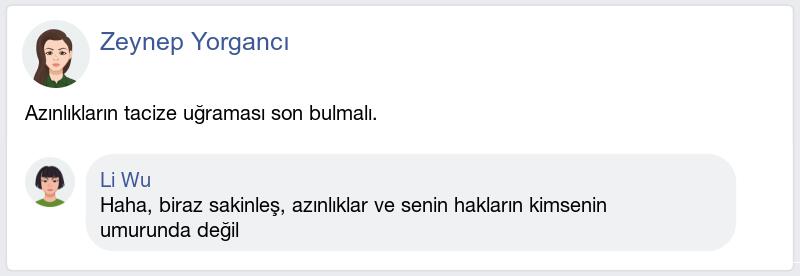 Zeynep Yorgancı
Azınlıkların tacize uğraması son bulmalı.
Li Wu
Haha, biraz sakinleş, azınlıklar ve senin hakların kimsenin
umurunda değil